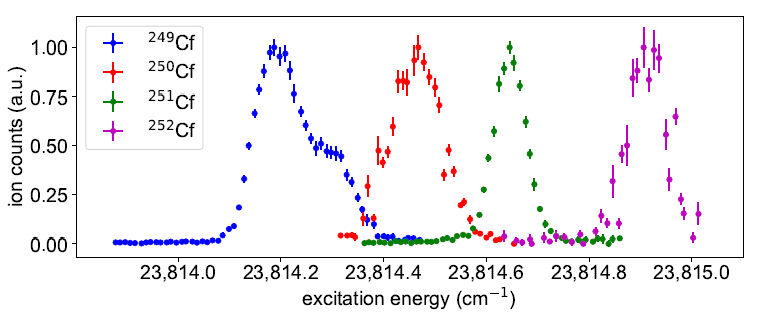 ion counts (a.u.)
1.00
0.75
0.50
0.25
0.00
²⁴⁹Cf
²⁵⁰Cf
²⁵¹Cf
²⁵²Cf
23,814.0 23,814.2 23,814.4 23,814.6 23,814.8 23,815.0
excitation energy (cm⁻¹)